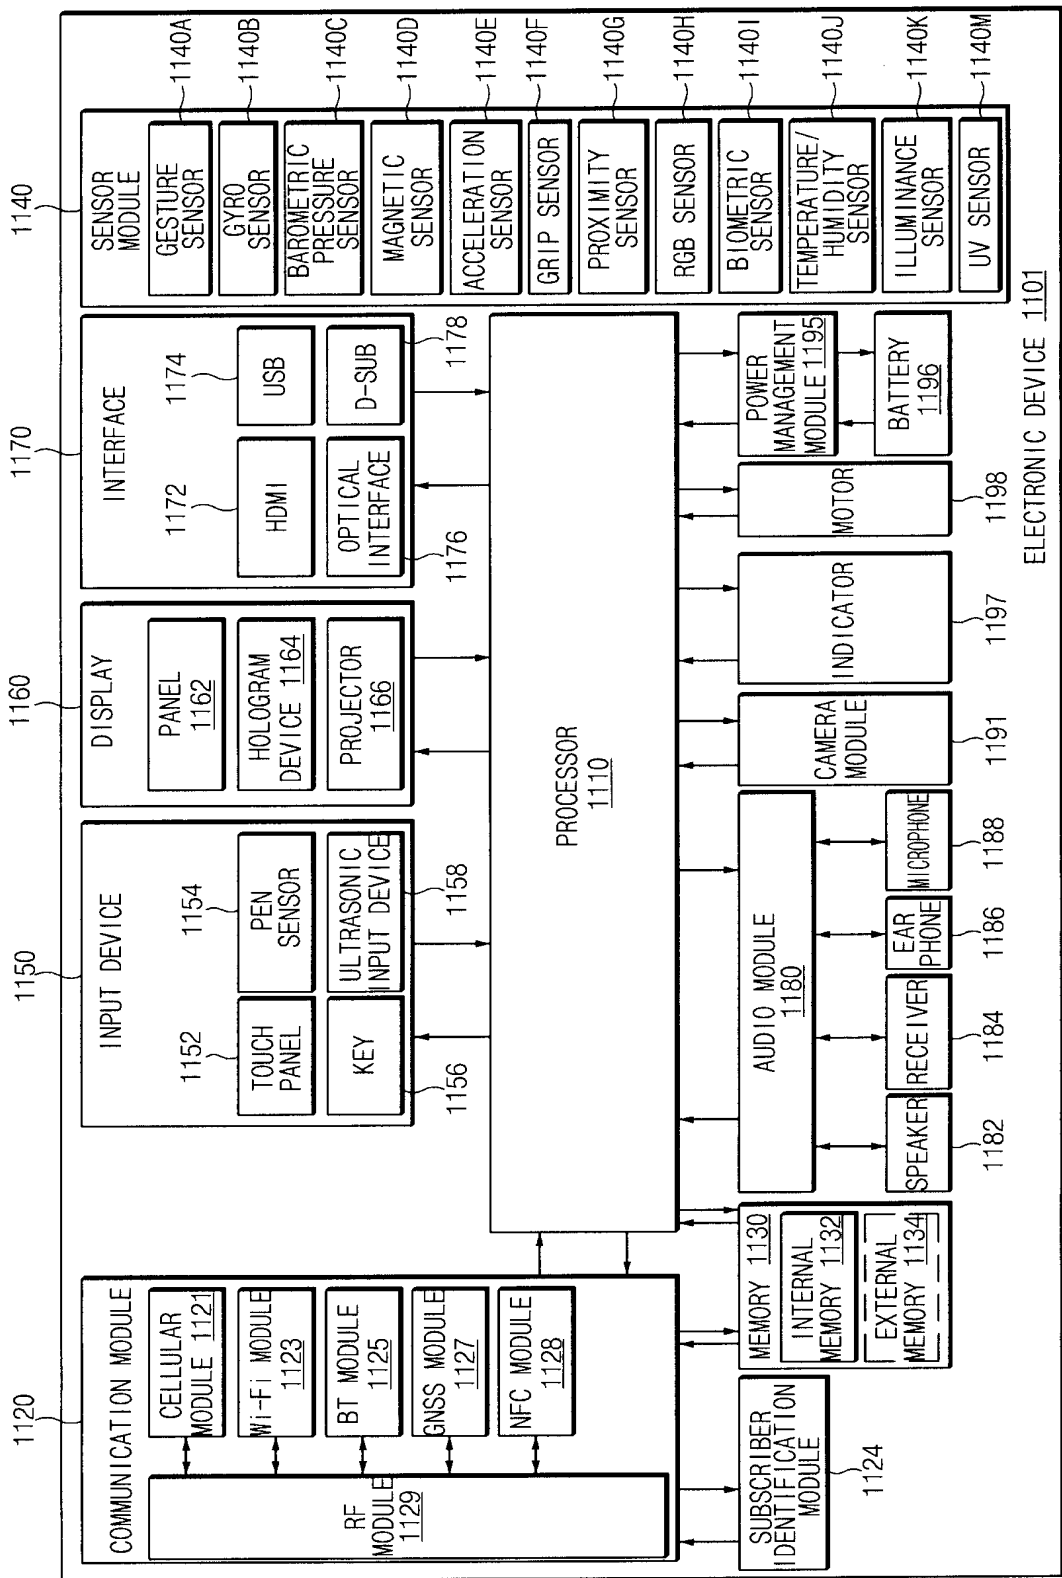 1120
COMMUNICATION MODULE
CELLULAR
MODULE 1121
Wi-Fi MODULE
1123
BT MODULE
1125
GNSS MODULE
1127
NFC MODULE
1128
RF
MODULE
1129
SUBSCRIBER
IDENTIFICATION
MODULE
1124
1150
INPUT DEVICE
1152
TOUCH
PANEL
1154
PEN
SENSOR
KEY
1156
ULTRASONIC
INPUT DEVICE
1158
1160
DISPLAY
PANEL
1162
HOLOGRAM
DEVICE 1164
PROJECTOR
1166
1170
INTERFACE
1172
HDMI
1174
USB
OPTICAL
INTERFACE
1176
D-SUB
1178
1140
SENSOR
MODULE
GESTURE
SENSOR
1140A
GYRO
SENSOR
1140B
BAROMETRIC
PRESSURE
SENSOR
1140C
MAGNETIC
SENSOR
1140D
ACCELERATION
SENSOR
1140E
GRIP SENSOR
1140F
PROXIMITY
SENSOR
1140G
RGB SENSOR
1140H
BIOMETRIC
SENSOR
1140I
TEMPERATURE/
HUMIDITY
SENSOR
1140J
ILLUMINANCE
SENSOR
1140K
UV SENSOR
1140M
PROCESSOR
1110
MEMORY 1130
INTERNAL
MEMORY 1132
EXTERNAL
MEMORY 1134
AUDIO MODULE
1180
SPEAKER
1182
RECEIVER
1184
EAR
PHONE
1186
MICROPHONE
1188
CAMERA
MODULE
1191
INDICATOR
1197
MOTOR
1198
POWER
MANAGEMENT
MODULE 1195
BATTERY
1196
ELECTRONIC DEVICE 1101